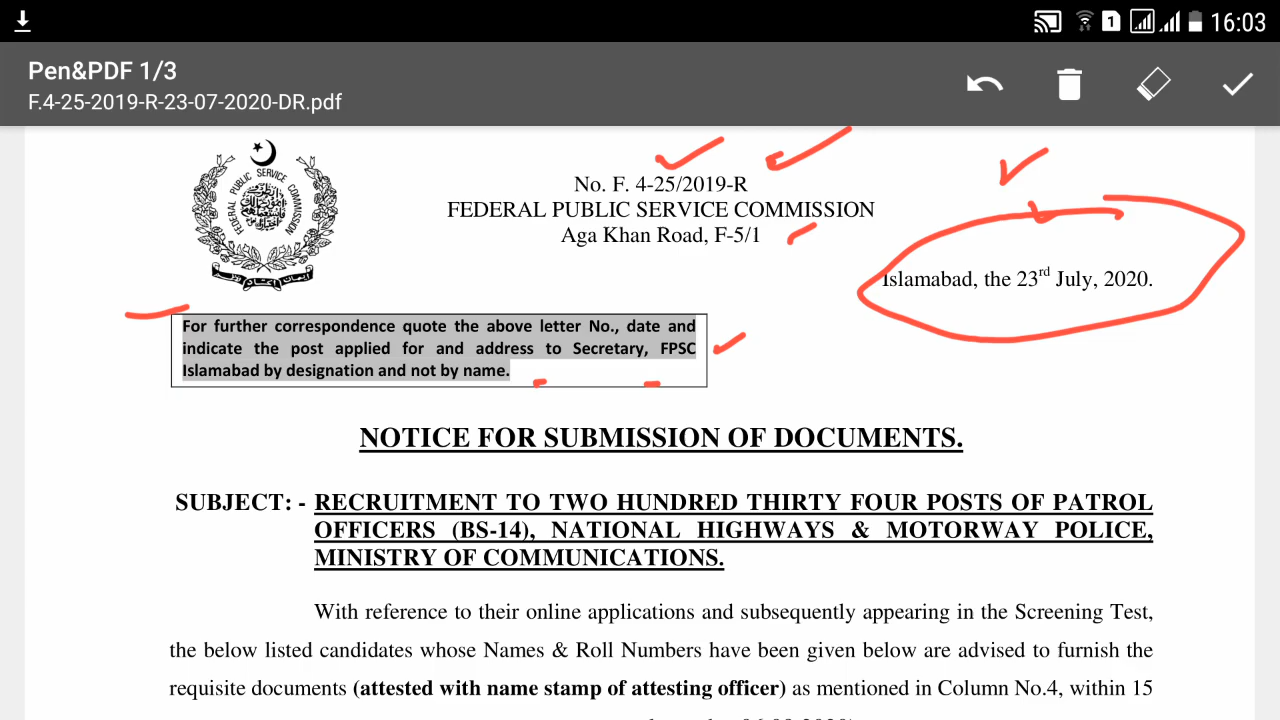 1 16:03
Pen&PDF 1/3
F.4-25-2019-R-23-07-2020-DR.pdf
FEDERAL PUBLIC SERVICE COMMISSION
No. F. 4-25/2019-R
FEDERAL PUBLIC SERVICE COMMISSION
Aga Khan Road, F-5/1
Islamabad, the 23rd July, 2020.
For further correspondence quote the above letter No., date and
indicate the post applied for and address to Secretary, FPSC
Islamabad by designation and not by name.
NOTICE FOR SUBMISSION OF DOCUMENTS.
SUBJECT: - RECRUITMENT TO TWO HUNDRED THIRTY FOUR POSTS OF PATROL
OFFICERS (BS-14), NATIONAL HIGHWAYS & MOTORWAY POLICE,
MINISTRY OF COMMUNICATIONS.
With reference to their online applications and subsequently appearing in the Screening Test,
the below listed candidates whose Names & Roll Numbers have been given below are advised to furnish the
requisite documents (attested with name stamp of attesting officer) as mentioned in Column No.4, within 15